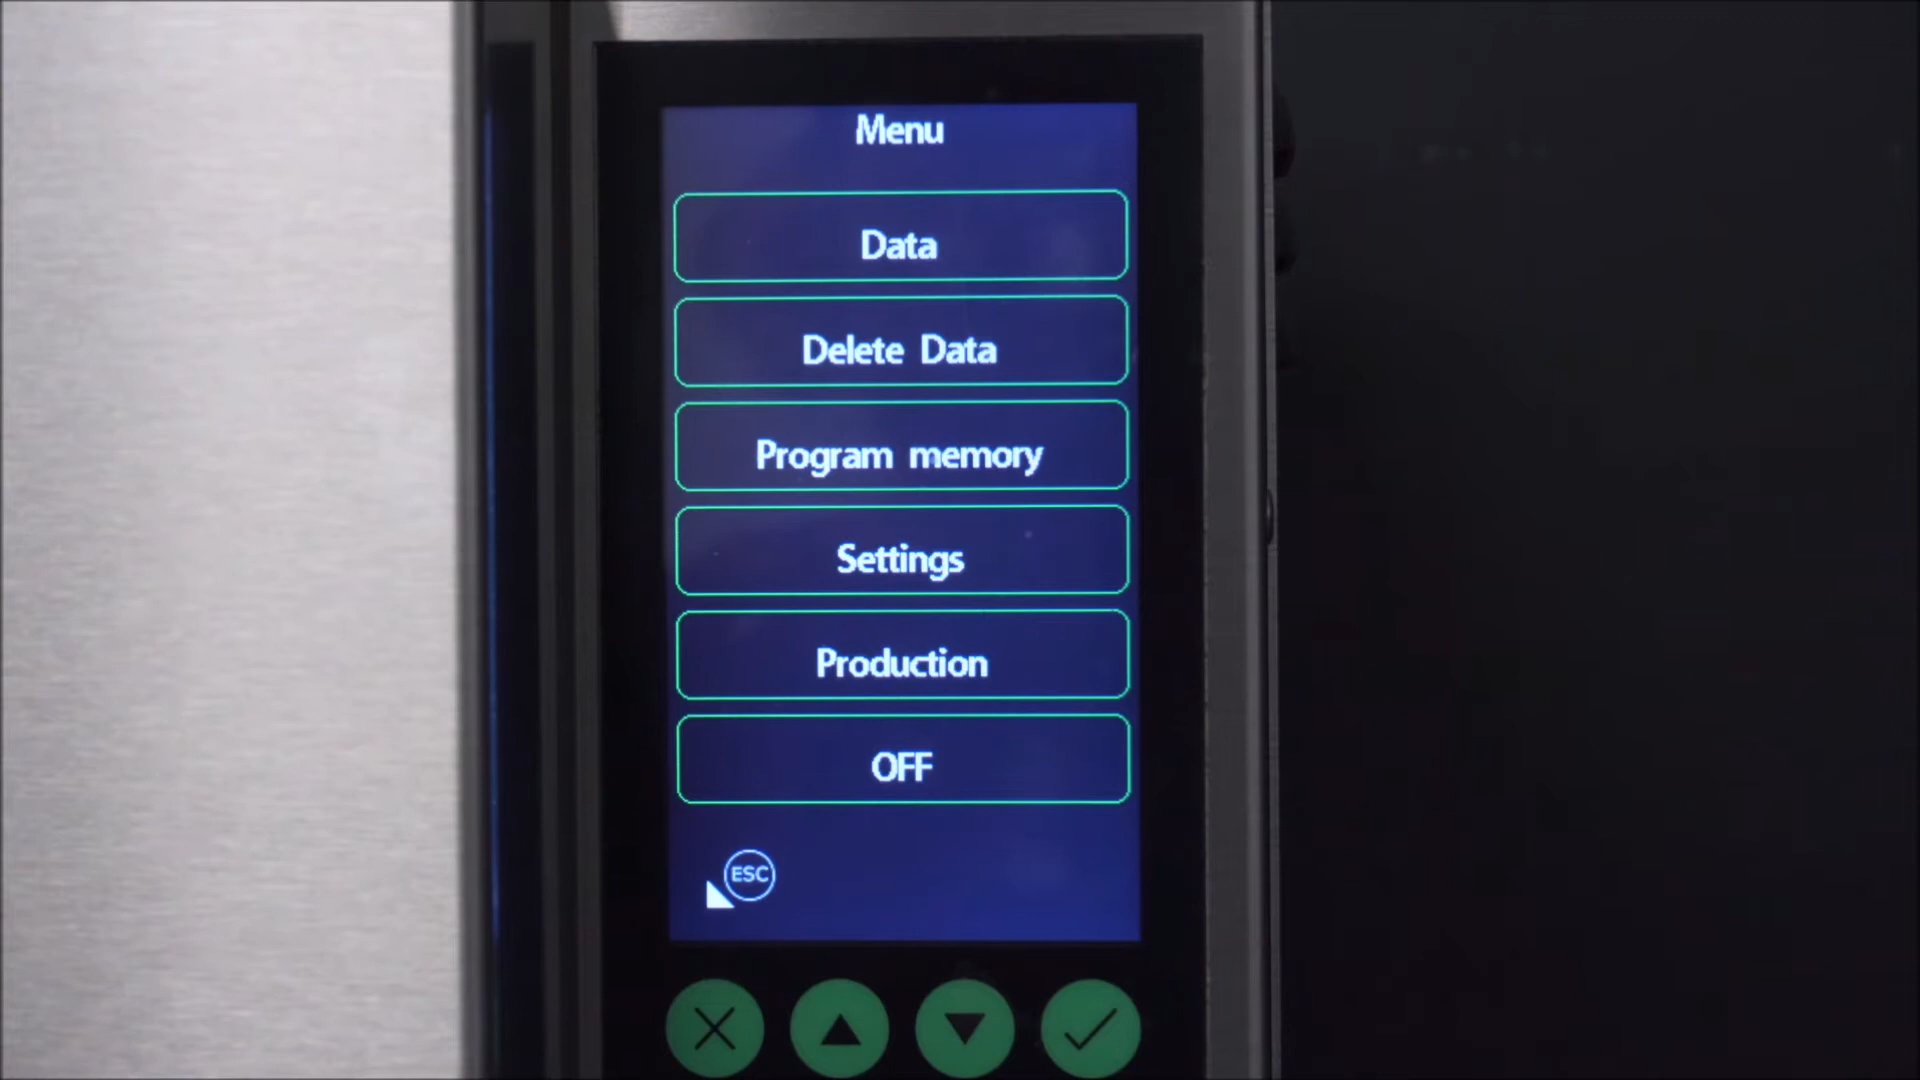 Menu
Data
Delete Data
Program memory
Settings
Production
OFF
ESC